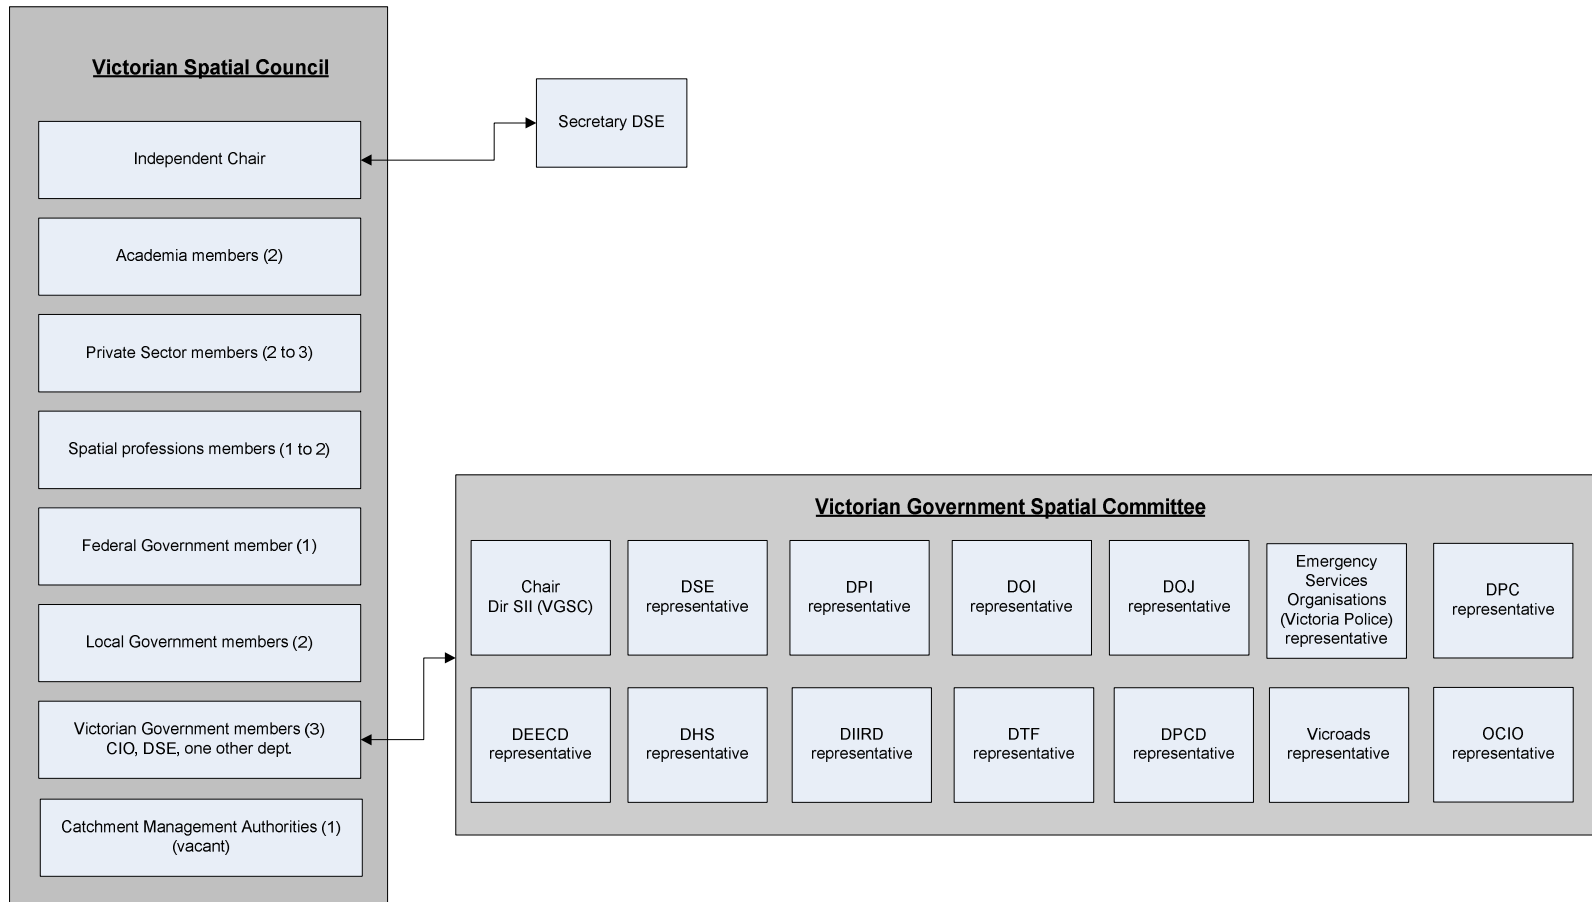 Victorian Spatial Council
Independent Chair
Academia members (2)
Private Sector members (2 to 3)
Spatial professions members (1 to 2)
Federal Government member (1)
Local Government members (2)
Victorian Government members (3)
CIO, DSE, one other dept.
Catchment Management Authorities (1)
(vacant)
Secretary DSE
Victorian Government Spatial Committee
Chair
Dir SII (VGSC)
DSE
representative
DPI
representative
DOI
representative
DOJ
representative
Emergency
Services
Organisations
(Victoria Police)
representative
DPC
representative
DEECD
representative
DHS
representative
DIIRD
representative
DTF
representative
DPCD
representative
Vicroads
representative
OCIO
representative